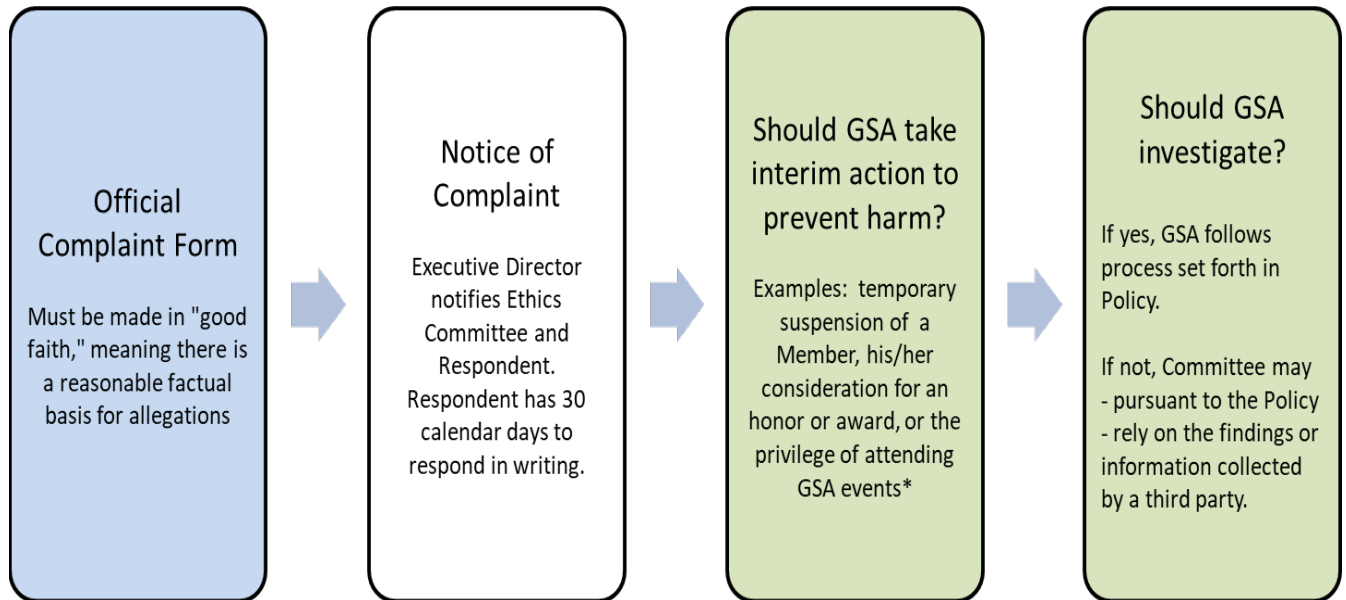 Official
Complaint Form
Must be made in "good
faith," meaning there is
a reasonable factual
basis for allegations
Notice of
Complaint
Executive Director
notifies Ethics
Committee and
Respondent.
Respondent has 30
calendar days to
respond in writing.
Should GSA take
interim action to
prevent harm?
Examples: temporary
suspension of a
Member, his/her
consideration for an
honor or award, or the
privilege of attending
GSA events*
Should GSA
investigate?
If yes, GSA follows
process set forth in
Policy.
If not, Committee may
- pursuant to the Policy
- rely on the findings or
information collected
by a third party.